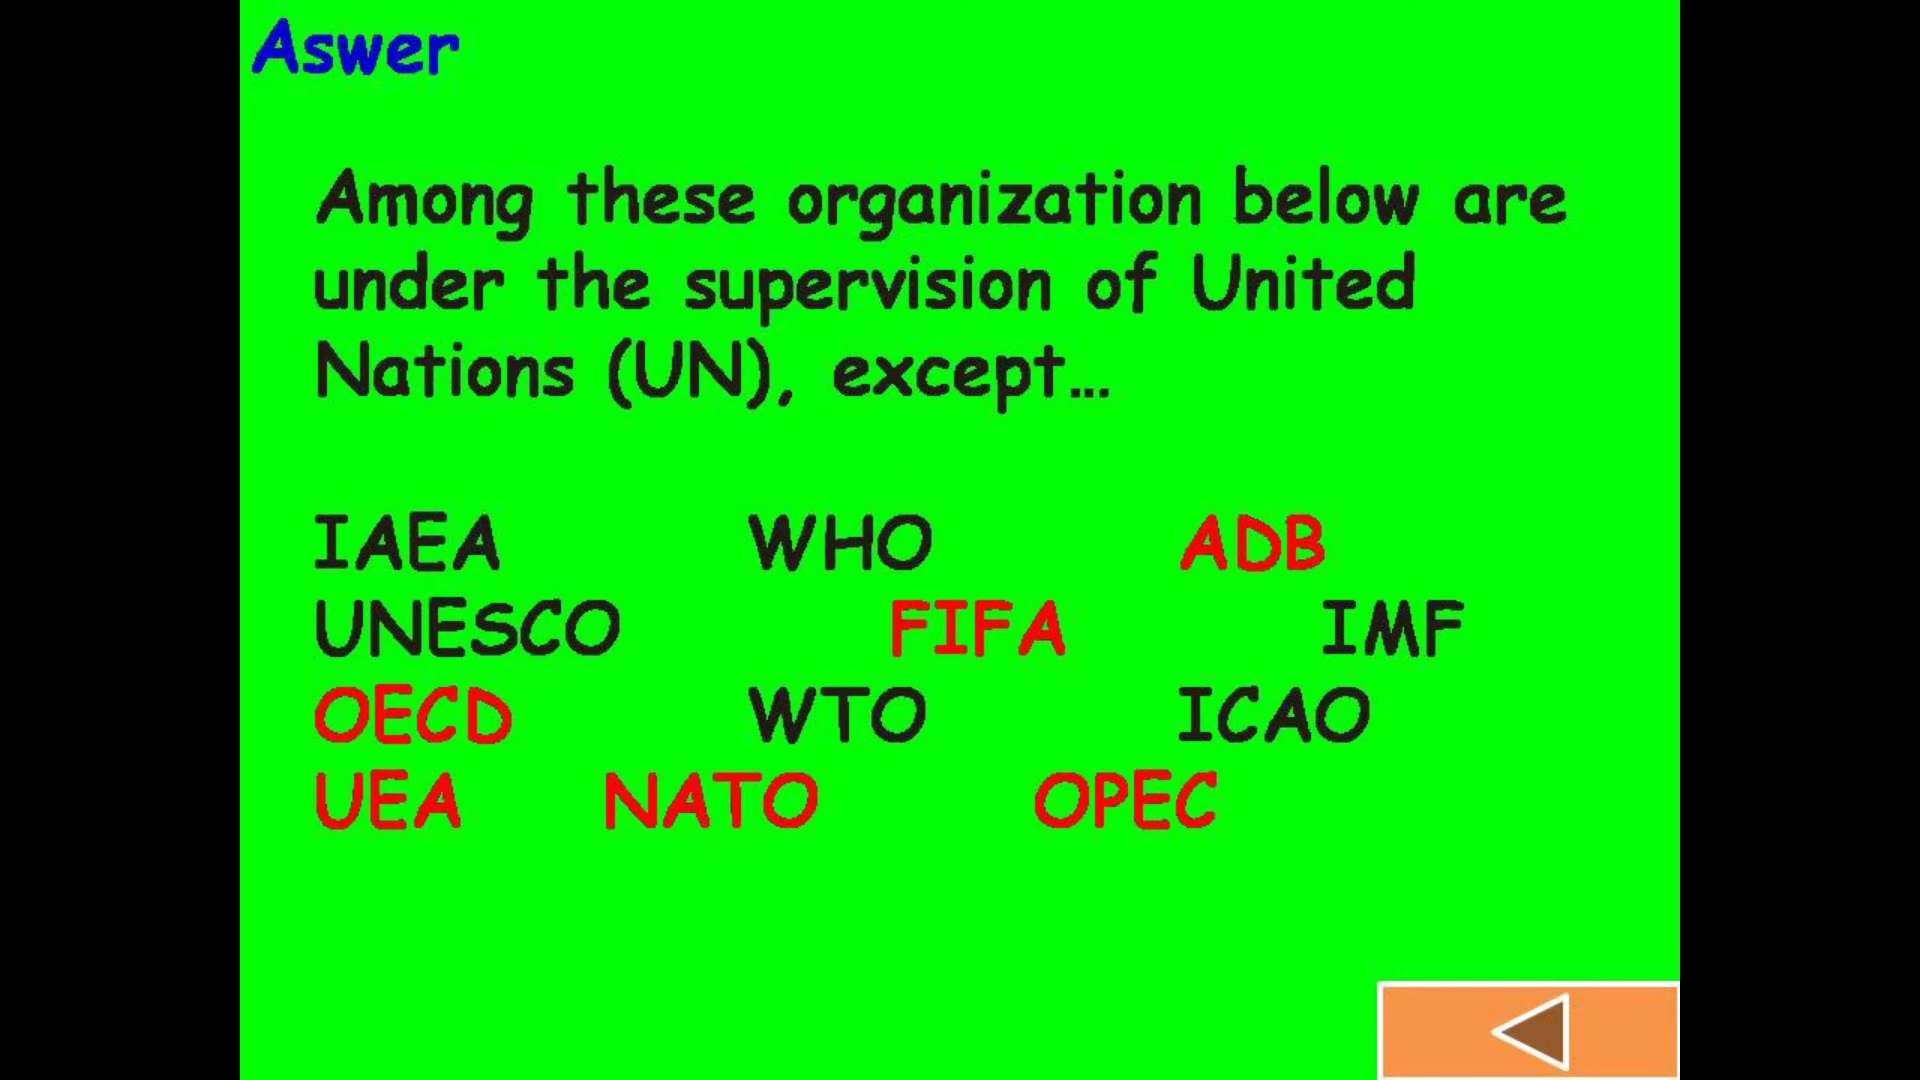 Aswer
Among these organization below are
under the supervision of United
Nations (UN), except...
IAEA WHO ADB
UNESCO FIFA IMF
OECD WTO ICAO
UEA NATO OPEC